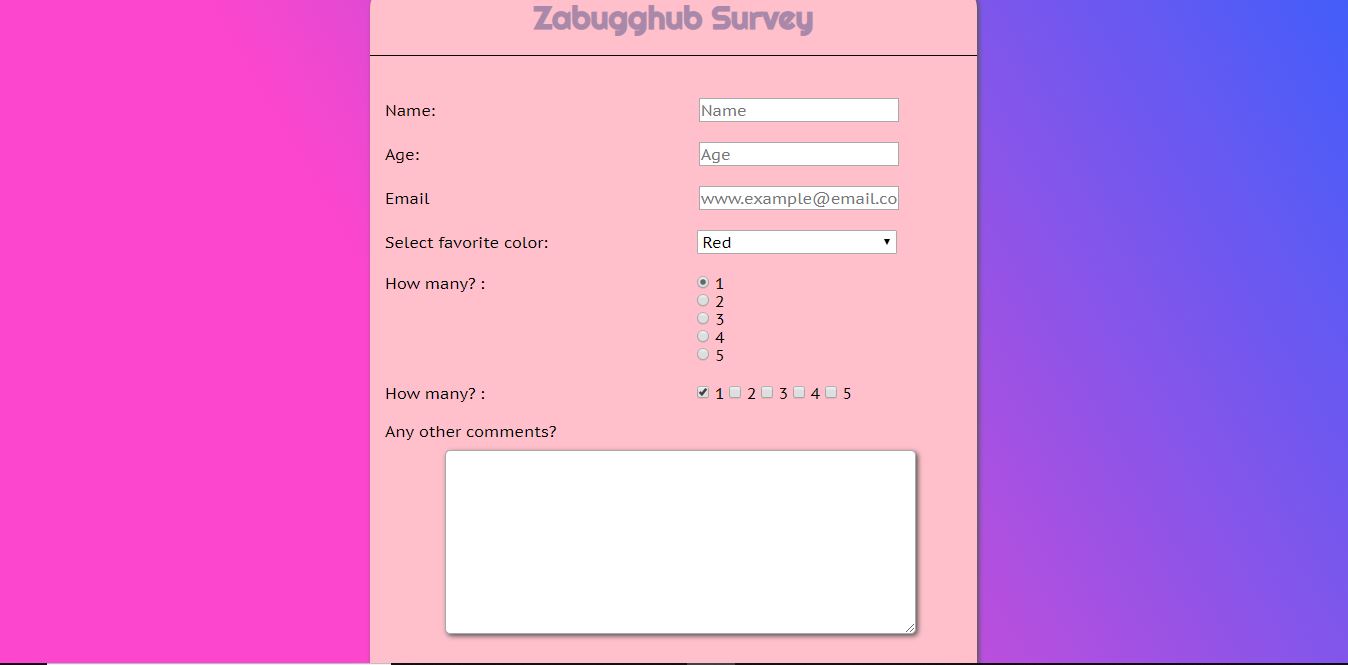 Zabugghub Survey
Name: Name
Age: Age
Email www.example@email.co
Select favorite color: Red
How many? : 1
2
3
4
5
How many? : 1 2 3 4 5
Any other comments?